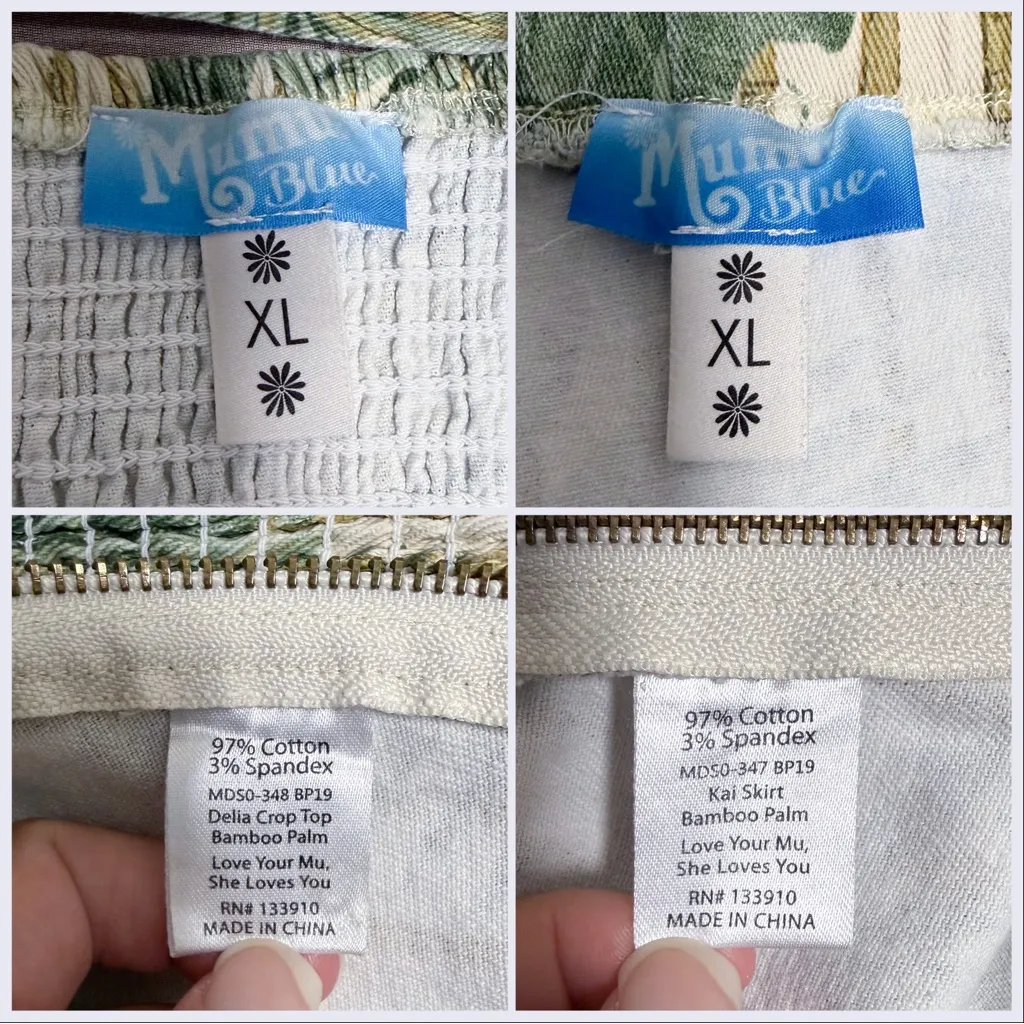 Mumu
Blue
XL
Mumu
Blue
XL
97% Cotton
3% Spandex
MDS0-348 BP19
Delia Crop Top
Bamboo Palm
Love Your Mu,
She Loves You
RN# 133910
MADE IN CHINA
97% Cotton
3% Spandex
MDS0-347 BP19
Kai Skirt
Bamboo Palm
Love Your Mu,
She Loves You
RN# 133910
MADE IN CHINA